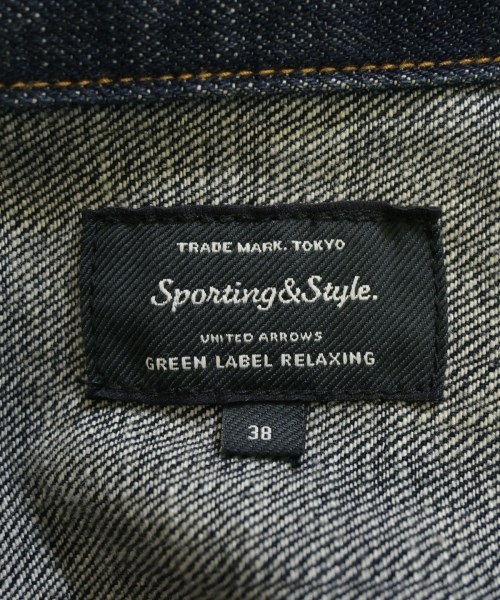 TRADE MARK. TOKYO
Sporting&Style.
UNITED ARROWS
GREEN LABEL RELAXING
38